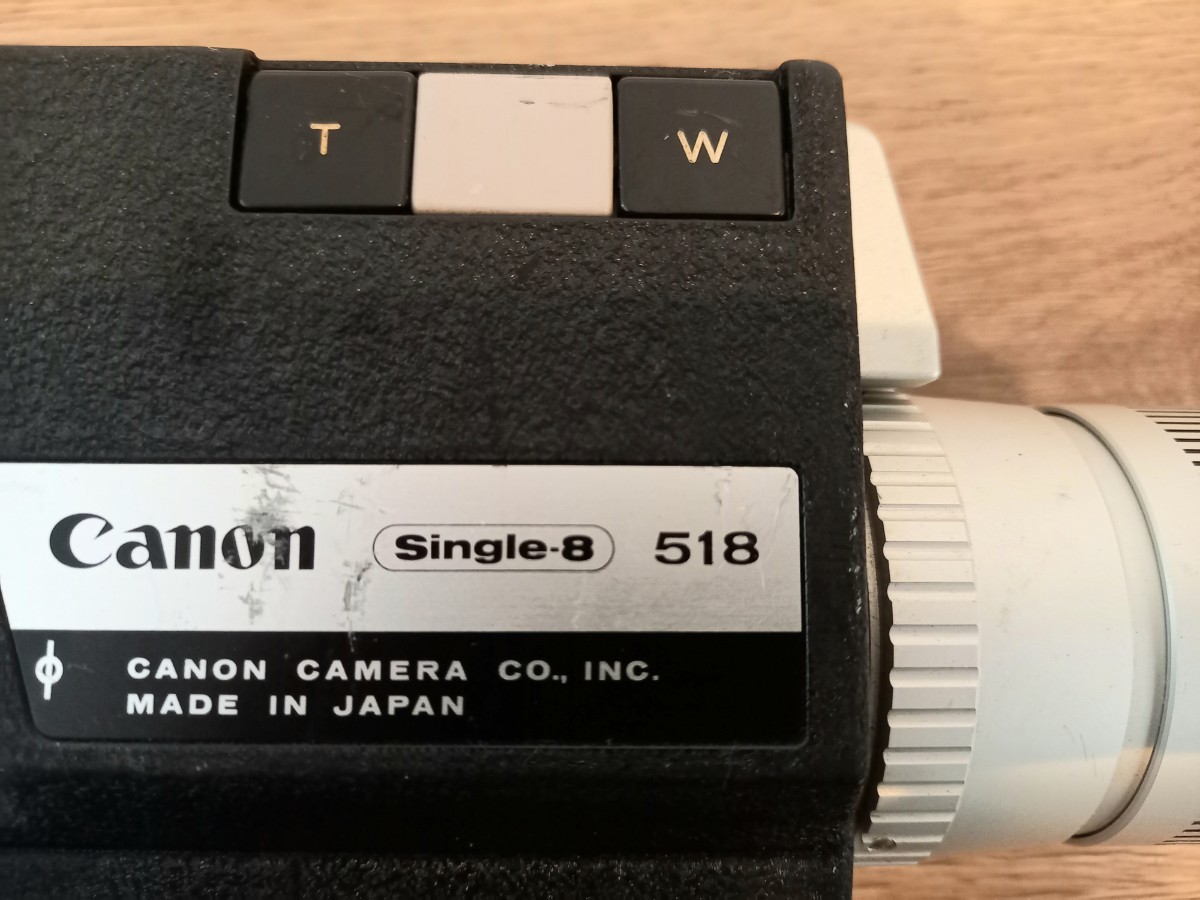 T W
Canon Single-8 518
CANON CAMERA CO., INC.
MADE IN JAPAN